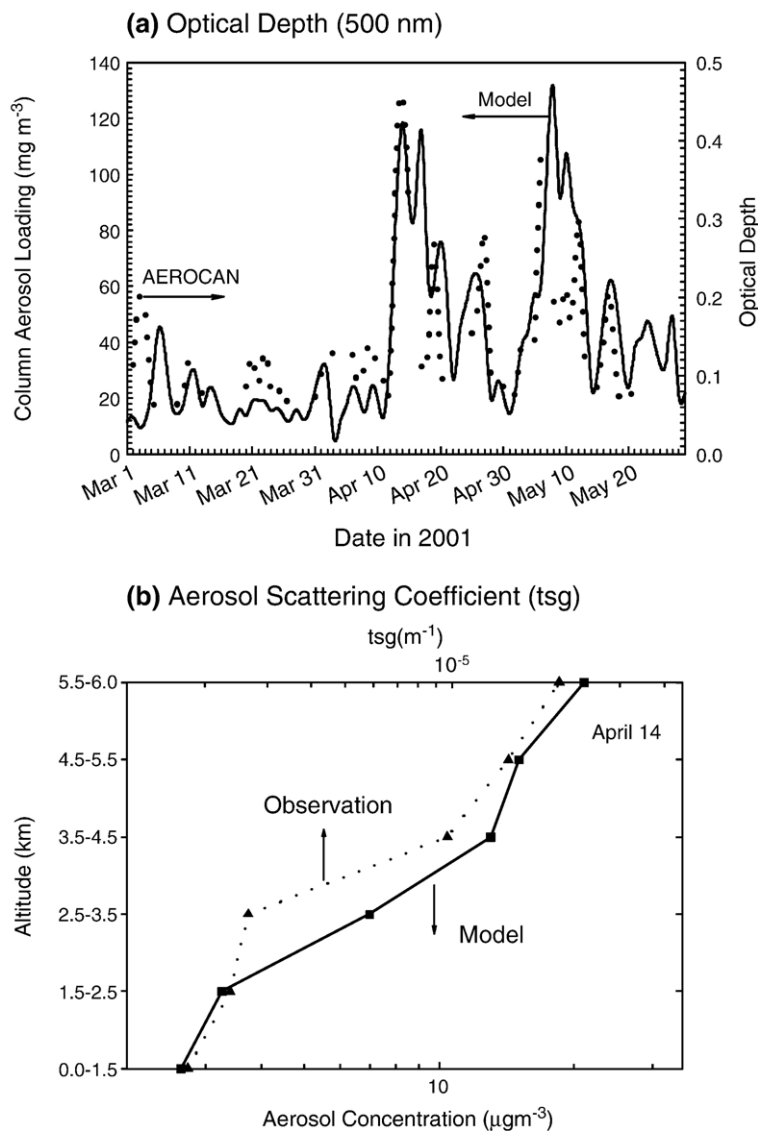 (a) Optical Depth (500 nm)
Column Aerosol Loading (mg m-3)
140
120
100
80
60
40
20
0
Model
AEROCAN
0.5
0.4
0.3
0.2
0.1
0.0
Optical Depth
Mar 1
Mar 11
Mar 21
Mar 31
Apr 10
Apr 20
Apr 30
May 10
May 20
Date in 2001
(b) Aerosol Scattering Coefficient (tsg)
tsg(m-1)
10-5
Altitude (km)
5.5-6.0
4.5-5.5
3.5-4.5
2.5-3.5
1.5-2.5
0.0-1.5
April 14
Observation
Model
10
Aerosol Concentration (μgm-3)